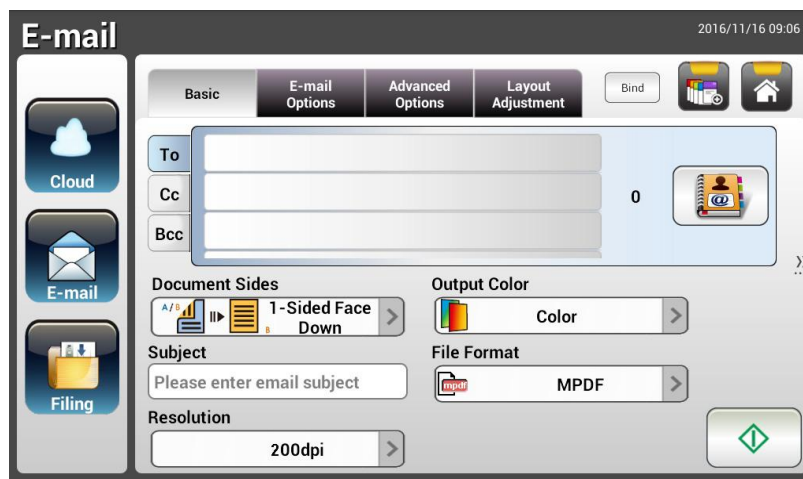 E-mail
2016/11/16 09:06
Basic
E-mail
Options
Advanced
Options
Layout
Adjustment
Bind
Cloud
E-mail
Filing
To
Cc
Bcc
0
@
Document Sides
A/B
B
1-Sided Face
Down
Output Color
Color
Subject
Please enter email subject
File Format
mpdf
MPDF
Resolution
200dpi